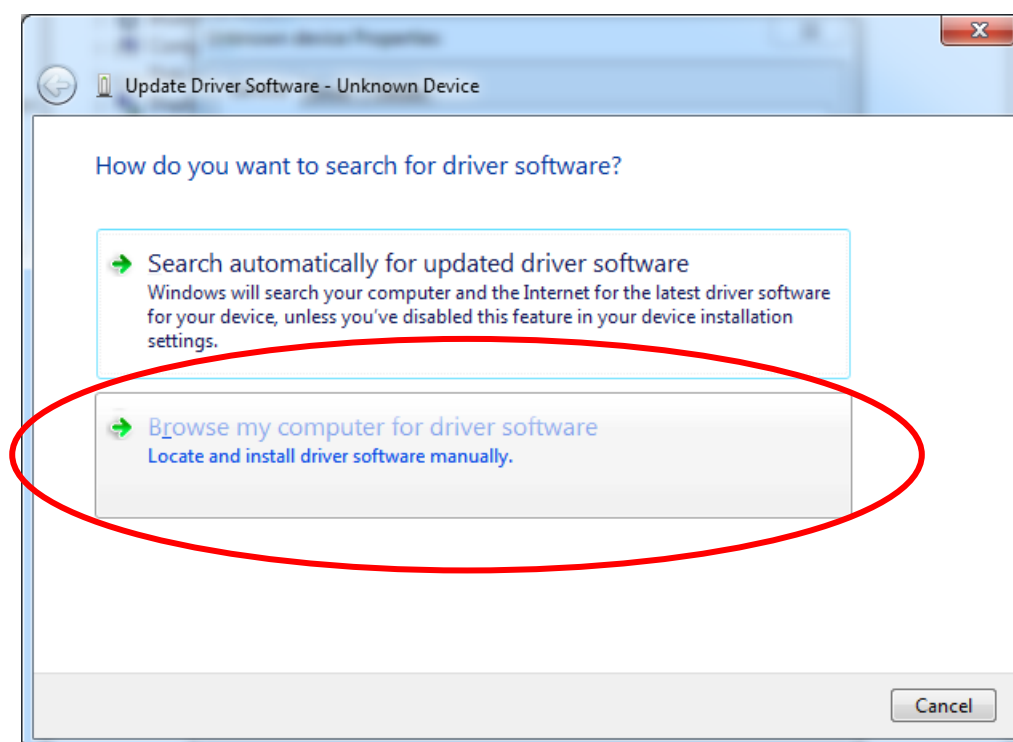 Unknown device Properties
Update Driver Software - Unknown Device
How do you want to search for driver software?
Search automatically for updated driver software
Windows will search your computer and the Internet for the latest driver software
for your device, unless you've disabled this feature in your device installation
settings.
Browse my computer for driver software
Locate and install driver software manually.
Cancel